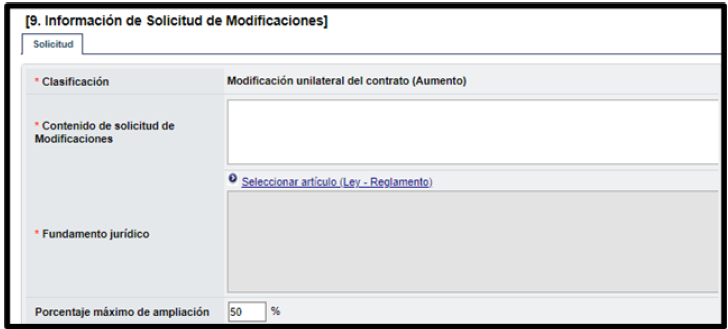 [9. Información de Solicitud de Modificaciones]
Solicitud
* Clasificación Modificación unilateral del contrato (Aumento)
* Contenido de solicitud de
Modificaciones
Seleccionar artículo (Ley - Reglamento)
* Fundamento jurídico
Porcentaje máximo de ampliación 50 %